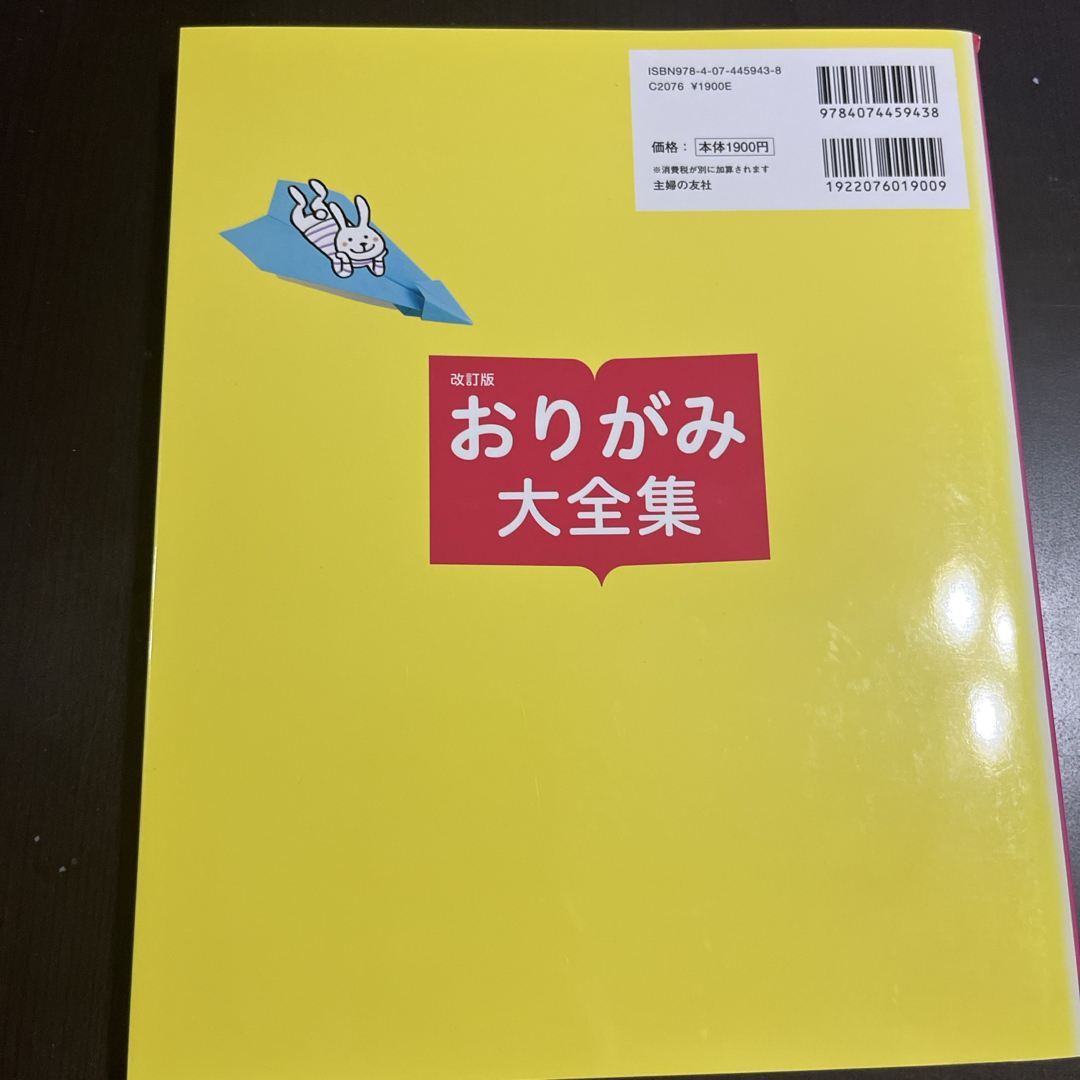 ISBN978-4-07-445943-8
C2076 ¥1900E
9784074459438
価格： 本体1900円
※消費税が別に加算されます
主婦の友社
1922076019009
改訂版
おりがみ
大全集